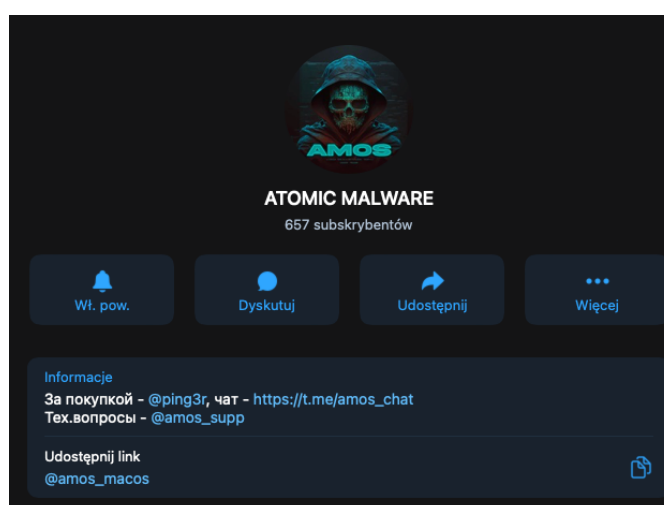 AMOS
ATOMIC MALWARE
657 subskrybentów
Wł. pow.
Dyskutuj
Udostępnij
Więcej
Informacje
За покупкой - @ping3r, чат - https://t.me/amos_chat
Тех.вопросы - @amos_supp
Udostępnij link
@amos_macos